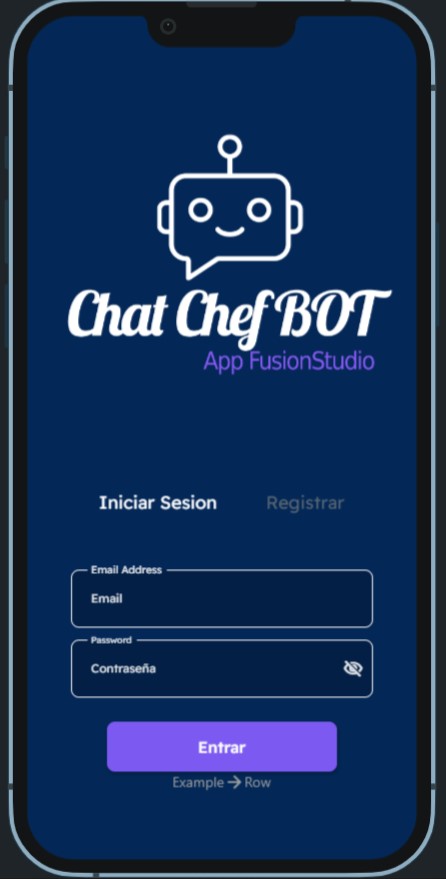 Chat Chef BOT
App FusionStudio
Iniciar Sesion Registrar
Email Address
Email
Password
Contraseña
Entrar
Example → Row